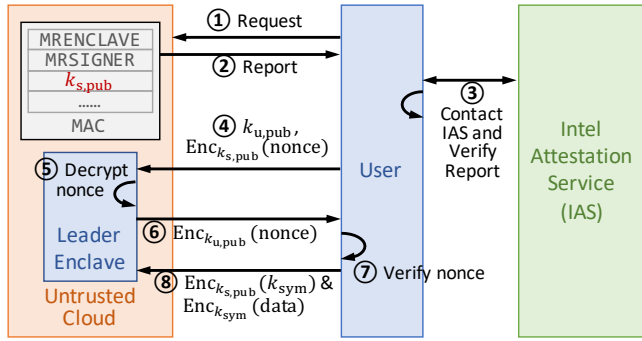 ① Request
MRENCLAVE
MRSIGNER
k_s,pub
......
MAC
② Report
③
Contact
IAS and
Verify
Report
④ k_u,pub,
Enc_k_s,pub (nonce)
User
Intel
Attestation
Service
(IAS)
⑤ Decrypt
nonce
⑥ Enc_k_u,pub (nonce)
Leader
Enclave
⑦ Verify nonce
⑧ Enc_k_s,pub (k_sym) &
Enc_k_sym (data)
Untrusted
Cloud